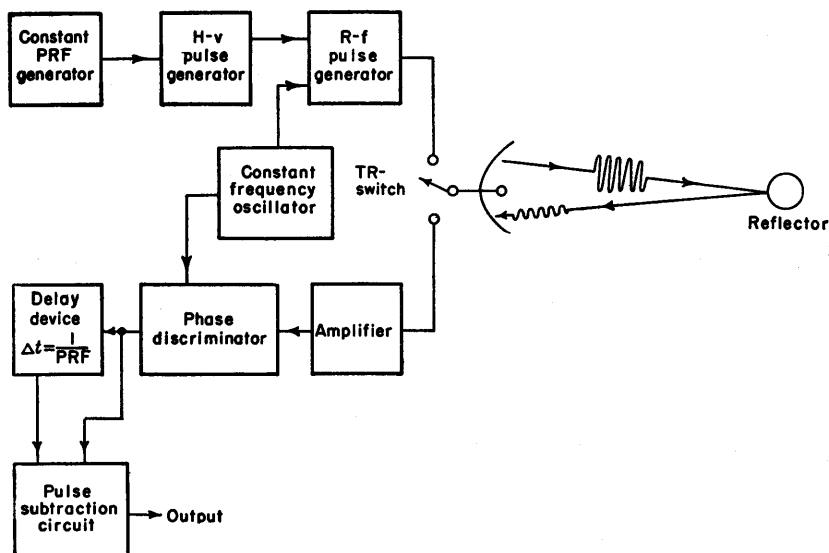 Constant
PRF
generator
H-v
pulse
generator
R-f
pulse
generator
Constant
frequency
oscillator
TR-
switch
Reflector
Delay
device
Δt=1/PRF
Phase
discriminator
Amplifier
Pulse
subtraction
circuit
Output